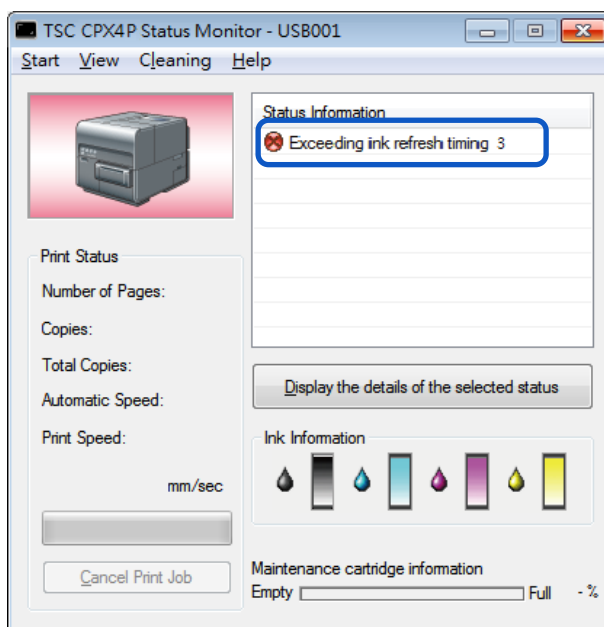 TSC CPX4P Status Monitor - USB001
Start View Cleaning Help
Status Information
Exceeding ink refresh timing 3
Print Status
Number of Pages:
Copies:
Total Copies:
Automatic Speed:
Print Speed:
mm/sec
Cancel Print Job
Display the details of the selected status
Ink Information
Maintenance cartridge information
Empty Full - %